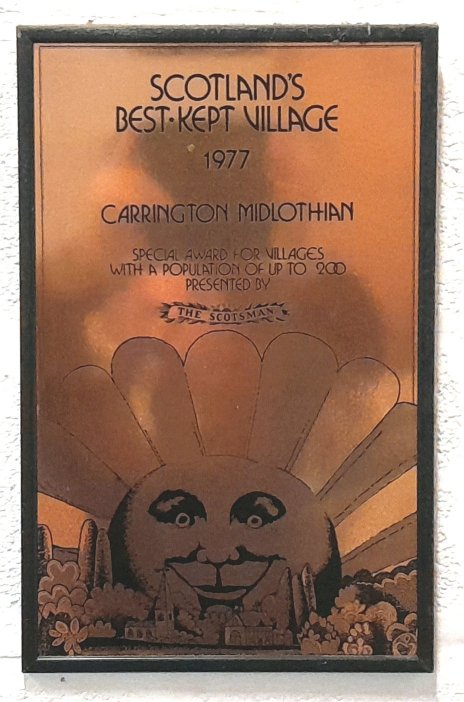 SCOTLAND'S
BEST·KEPT VILLAGE
1977
CARRINGTON MIDLOTHIAN
SPECIAL AWARD FOR VILLAGES
WITH A POPULATION OF UP TO 200
PRESENTED BY
THE SCOTSMAN